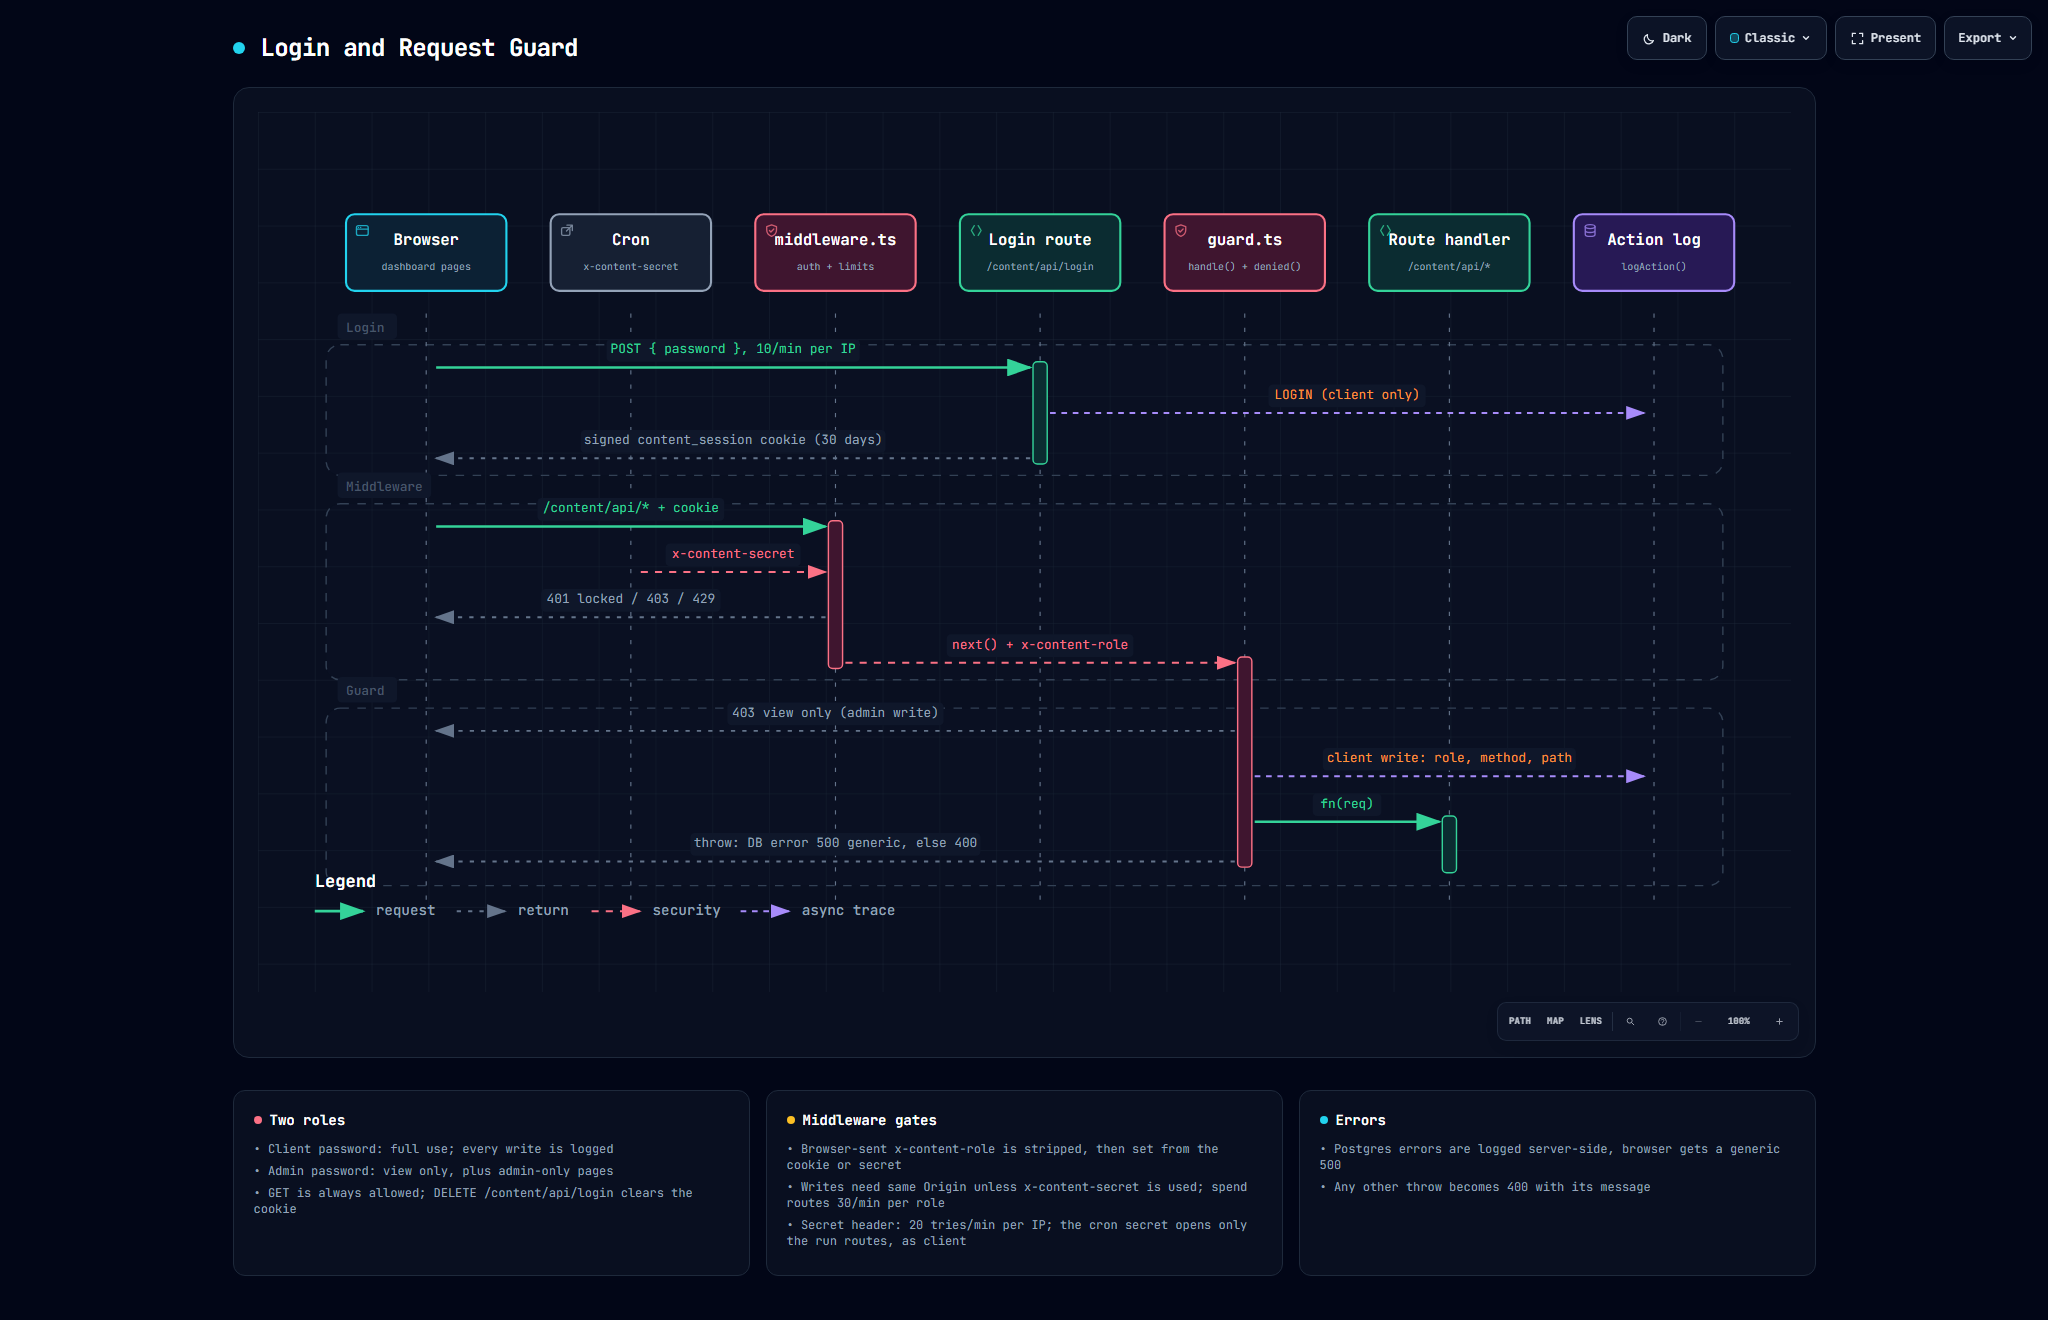 Login and Request Guard
Dark
Classic
Present
Export
Browser
dashboard pages
Cron
x-content-secret
middleware.ts
auth + limits
Login route
/content/api/login
guard.ts
handle() + denied()
Route handler
/content/api/*
Action log
logAction()
Login
POST { password }, 10/min per IP
LOGIN (client only)
signed content_session cookie (30 days)
Middleware
/content/api/* + cookie
x-content-secret
401 locked / 403 / 429
next() + x-content-role
Guard
403 view only (admin write)
client write: role, method, path
fn(req)
throw: DB error 500 generic, else 400
Legend
request
return
security
async trace
PATH
MAP
LENS
100%
Two roles
• Client password: full use; every write is logged
• Admin password: view only, plus admin-only pages
• GET is always allowed; DELETE /content/api/login clears the
cookie
Middleware gates
• Browser-sent x-content-role is stripped, then set from the
cookie or secret
• Writes need same Origin unless x-content-secret is used; spend
routes 30/min per role
• Secret header: 20 tries/min per IP; the cron secret opens only
the run routes, as client
Errors
• Postgres errors are logged server-side, browser gets a generic
500
• Any other throw becomes 400 with its message